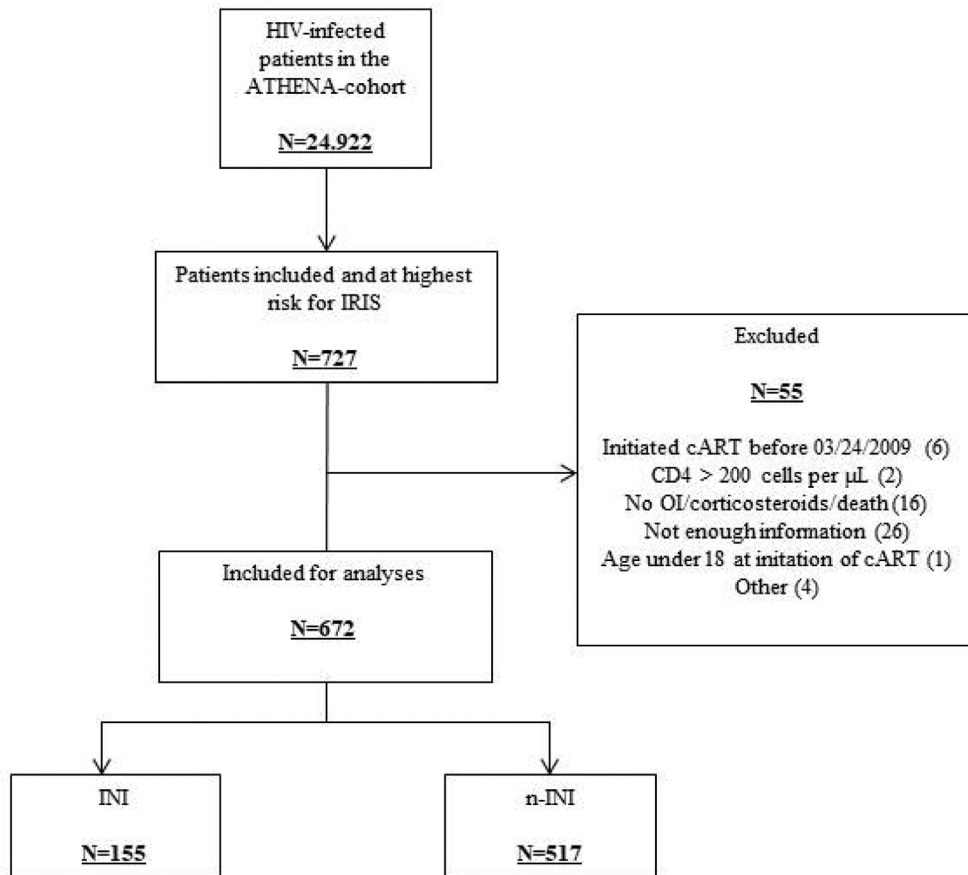 HIV-infected
patients in the
ATHENA-cohort
N=24.922
Patients included and at highest
risk for IRIS
N=727
Excluded
N=55
Initiated cART before 03/24/2009 (6)
CD4 > 200 cells per µL (2)
No OI/corticosteroids/death (16)
Not enough information (26)
Age under 18 at initation of cART (1)
Other (4)
Included for analyses
N=672
INI
N=155
n-INI
N=517